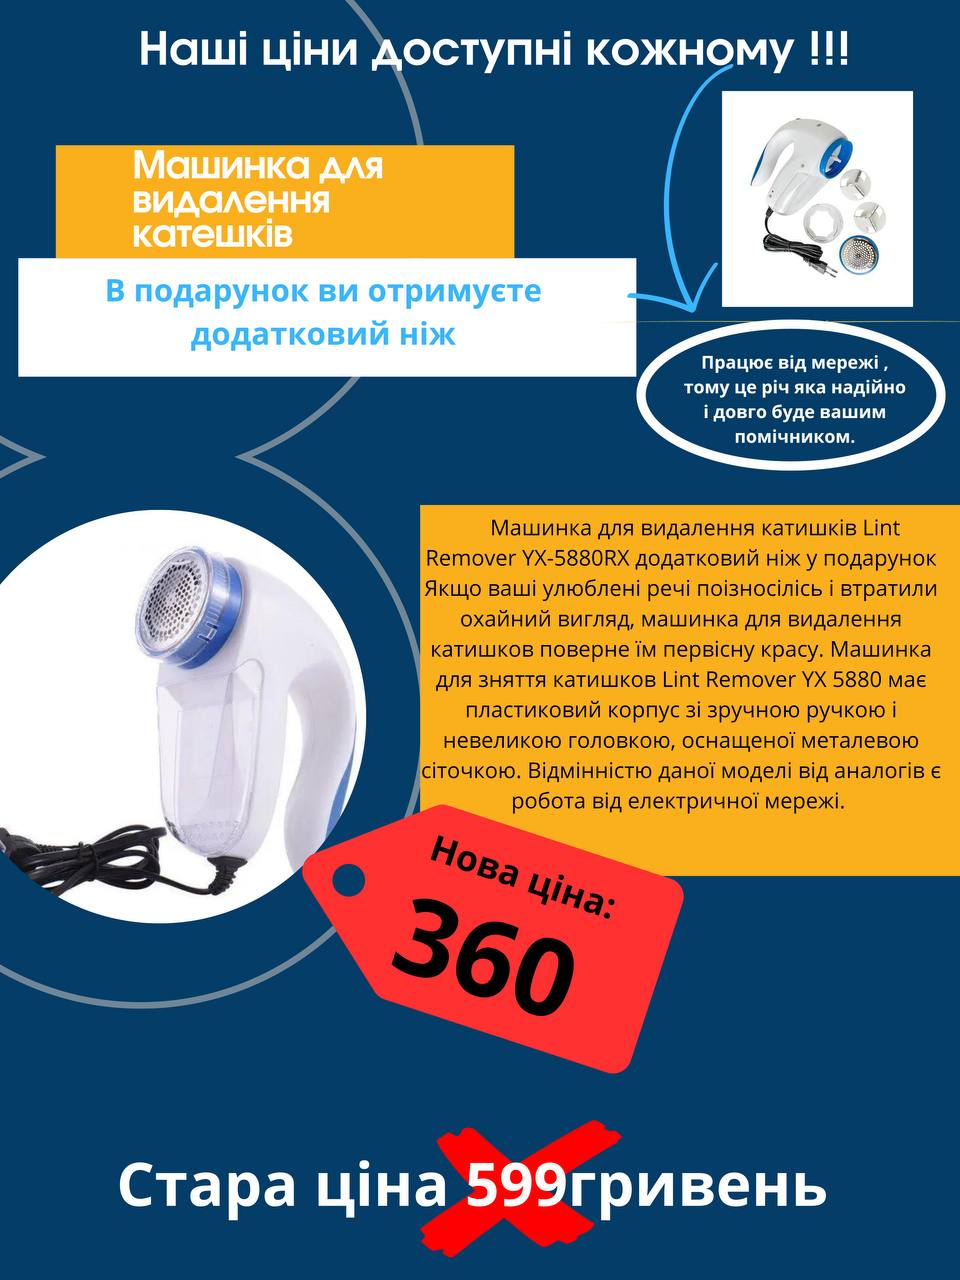 Наші ціни доступні кожному !!!
Машинка для
видалення
катешків
В подарунок ви отримуєте
додатковий ніж
Працює від мережі ,
тому це річ яка надійно
і довго буде вашим
помічником.
Машинка для видалення катишків Lint
Remover YX-5880RX додатковий ніж у подарунок
Якщо ваші улюблені речі поізносілісь і втратили
охайний вигляд, машинка для видалення
катишков поверне їм первісну красу. Машинка
для зняття катишков Lint Remover YX 5880 має
пластиковий корпус зі зручною ручкою і
невеликою головкою, оснащеної металевою
сіточкою. Відмінністю даної моделі від аналогів є
робота від електричної мережі.
Нова ціна:
360
Стара ціна 599гривень